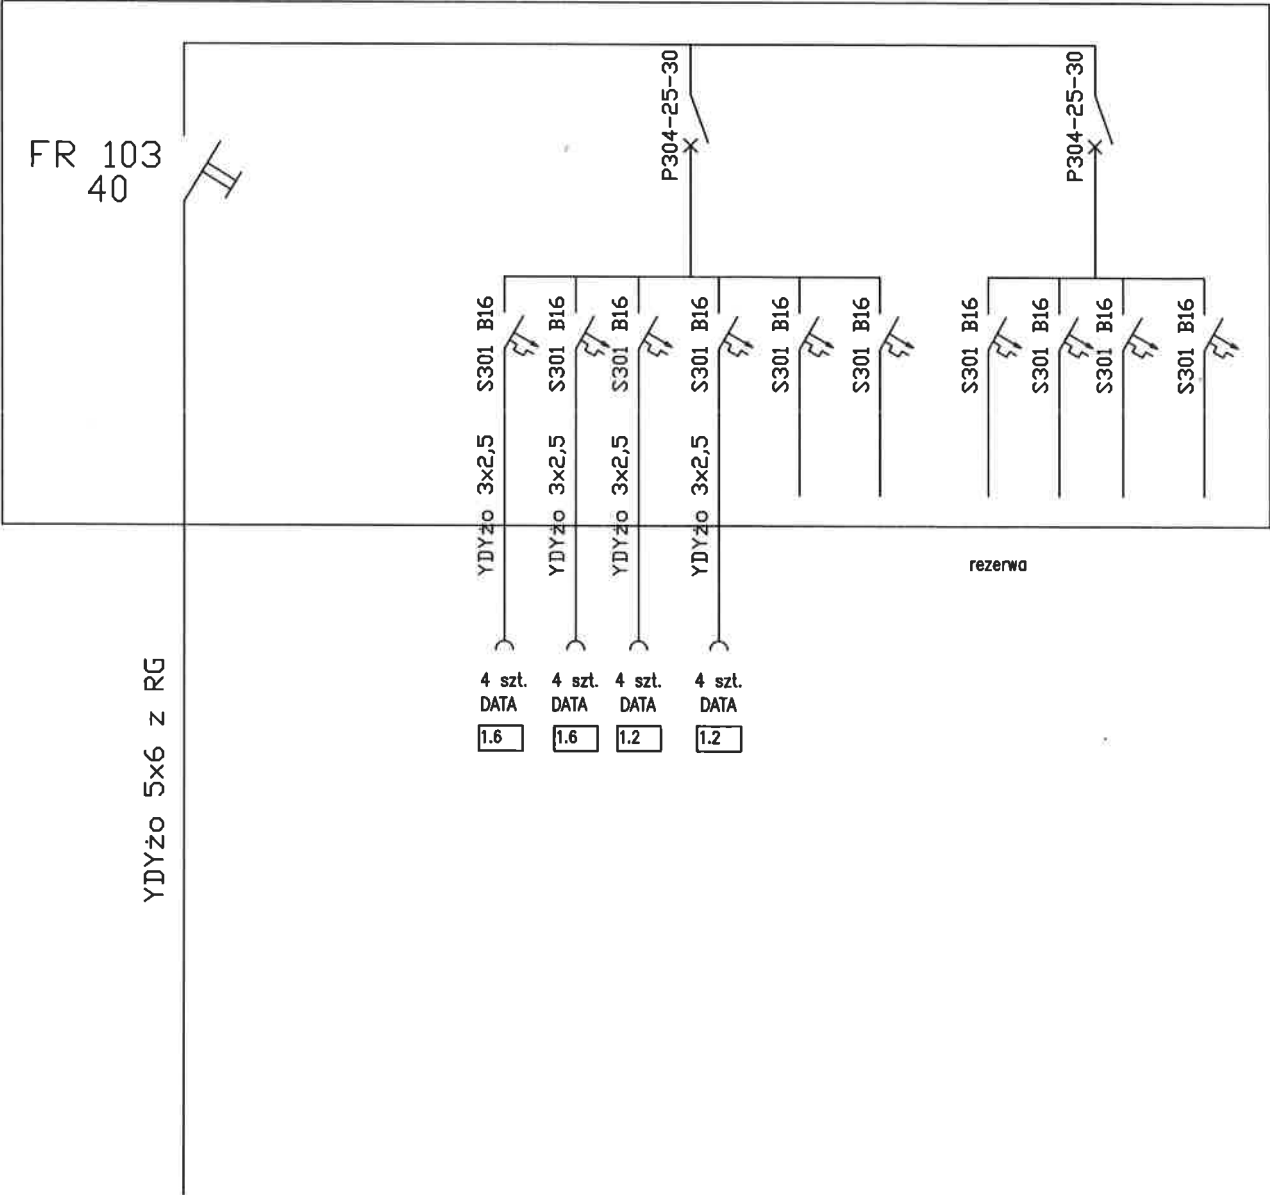 FR 103
40
P304-25-30
P304-25-30
S301 B16
S301 B16
S301 B16
S301 B16
S301 B16
S301 B16
S301 B16
S301 B16
S301 B16
S301 B16
YDYżo 3x2,5
YDYżo 3x2,5
YDYżo 3x2,5
YDYżo 3x2,5
rezerwa
4 szt.
DATA
1.6
4 szt.
DATA
1.6
4 szt.
DATA
1.2
4 szt.
DATA
1.2
YDYżo 5x6 z RG